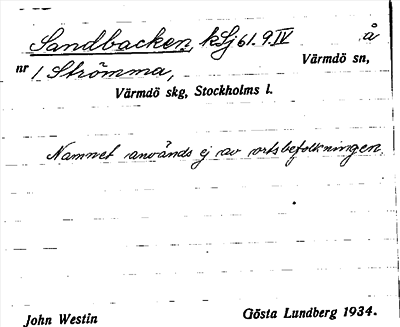 Sandbacken, kSj 61. 9. IV å
nr 1 Strömma, Värmdö sn,
Värmdö skg, Stockholms l.
Namnet används ej av ortsbefolkningen.
John Westin Gösta Lundberg 1934.